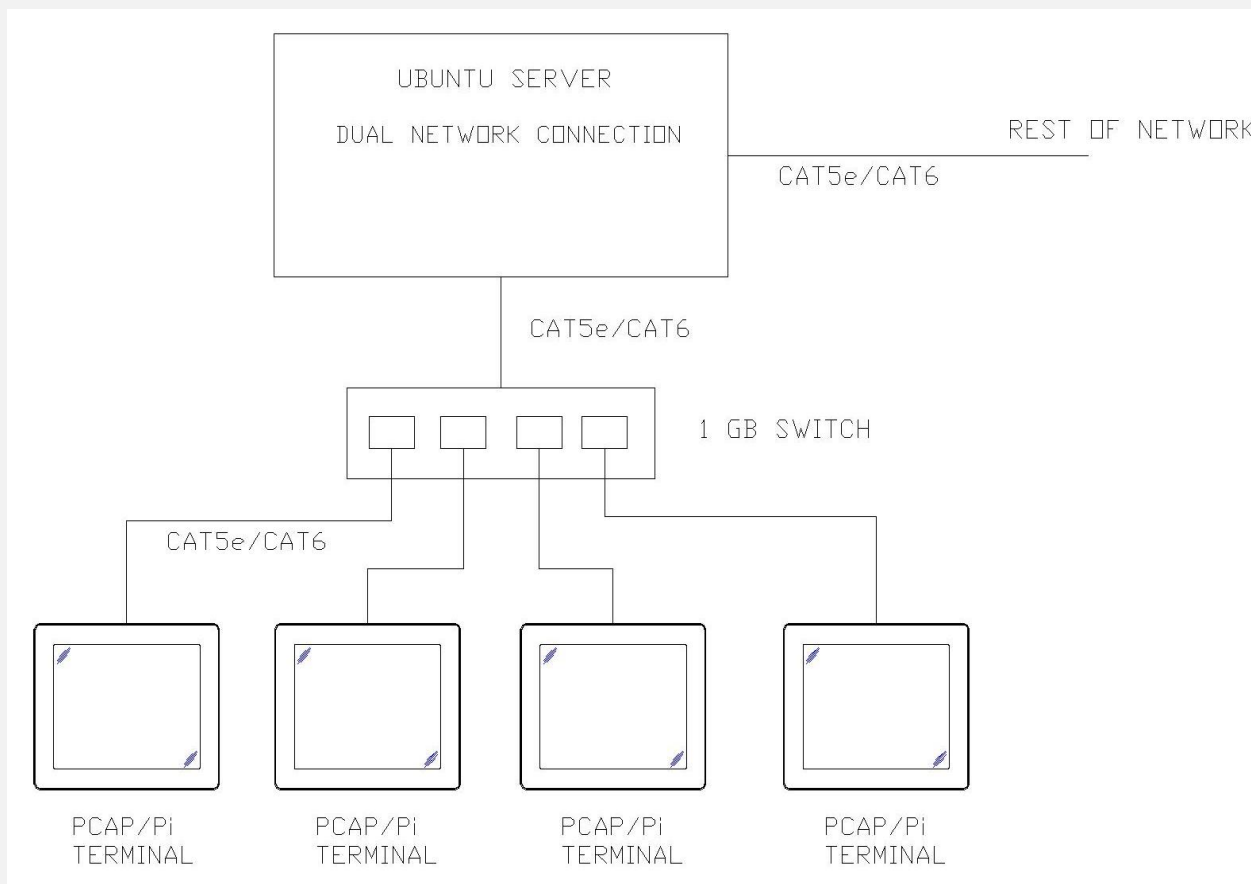 UBUNTU SERVER
DUAL NETWORK CONNECTION
REST OF NETWORK
CAT5e/CAT6
CAT5e/CAT6
1 GB SWITCH
CAT5e/CAT6
PCAP/Pi
TERMINAL
PCAP/Pi
TERMINAL
PCAP/Pi
TERMINAL
PCAP/Pi
TERMINAL